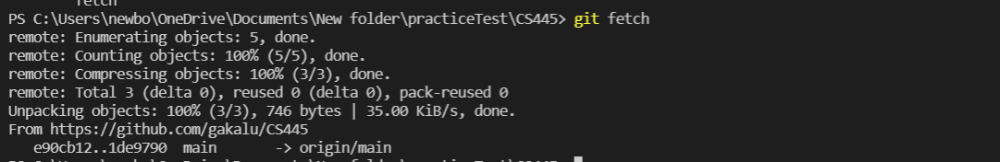 fetch
PS C:\Users\newbo\OneDrive\Documents\New folder\practiceTest\CS445> git fetch
remote: Enumerating objects: 5, done.
remote: Counting objects: 100% (5/5), done.
remote: Compressing objects: 100% (3/3), done.
remote: Total 3 (delta 0), reused 0 (delta 0), pack-reused 0
Unpacking objects: 100% (3/3), 746 bytes | 35.00 KiB/s, done.
From https://github.com/gakalu/CS445
   e90cb12..1de9790  main       -> origin/main